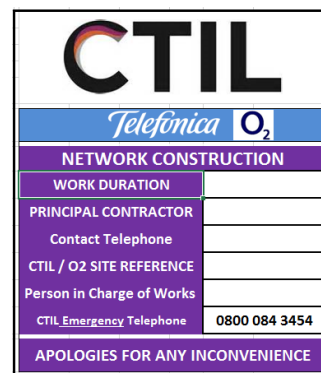 CTIL
Telefónica O2
NETWORK CONSTRUCTION
WORK DURATION
PRINCIPAL CONTRACTOR
Contact Telephone
CTIL / O2 SITE REFERENCE
Person in Charge of Works
CTIL Emergency Telephone 0800 084 3454
APOLOGIES FOR ANY INCONVENIENCE